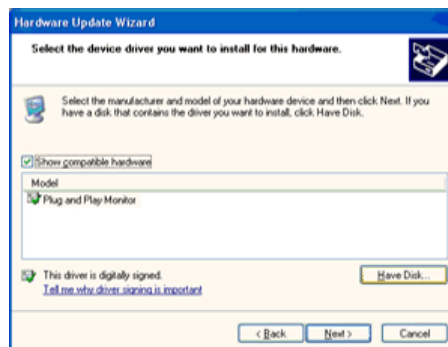 Hardware Update Wizard
Select the device driver you want to install for this hardware.
Select the manufacturer and model of your hardware device and then click Next. If you
have a disk that contains the driver you want to install, click Have Disk.
Show compatible hardware
Model
Plug and Play Monitor
This driver is digitally signed.
Have Disk...
Tell me why driver signing is important
< Back
Next >
Cancel